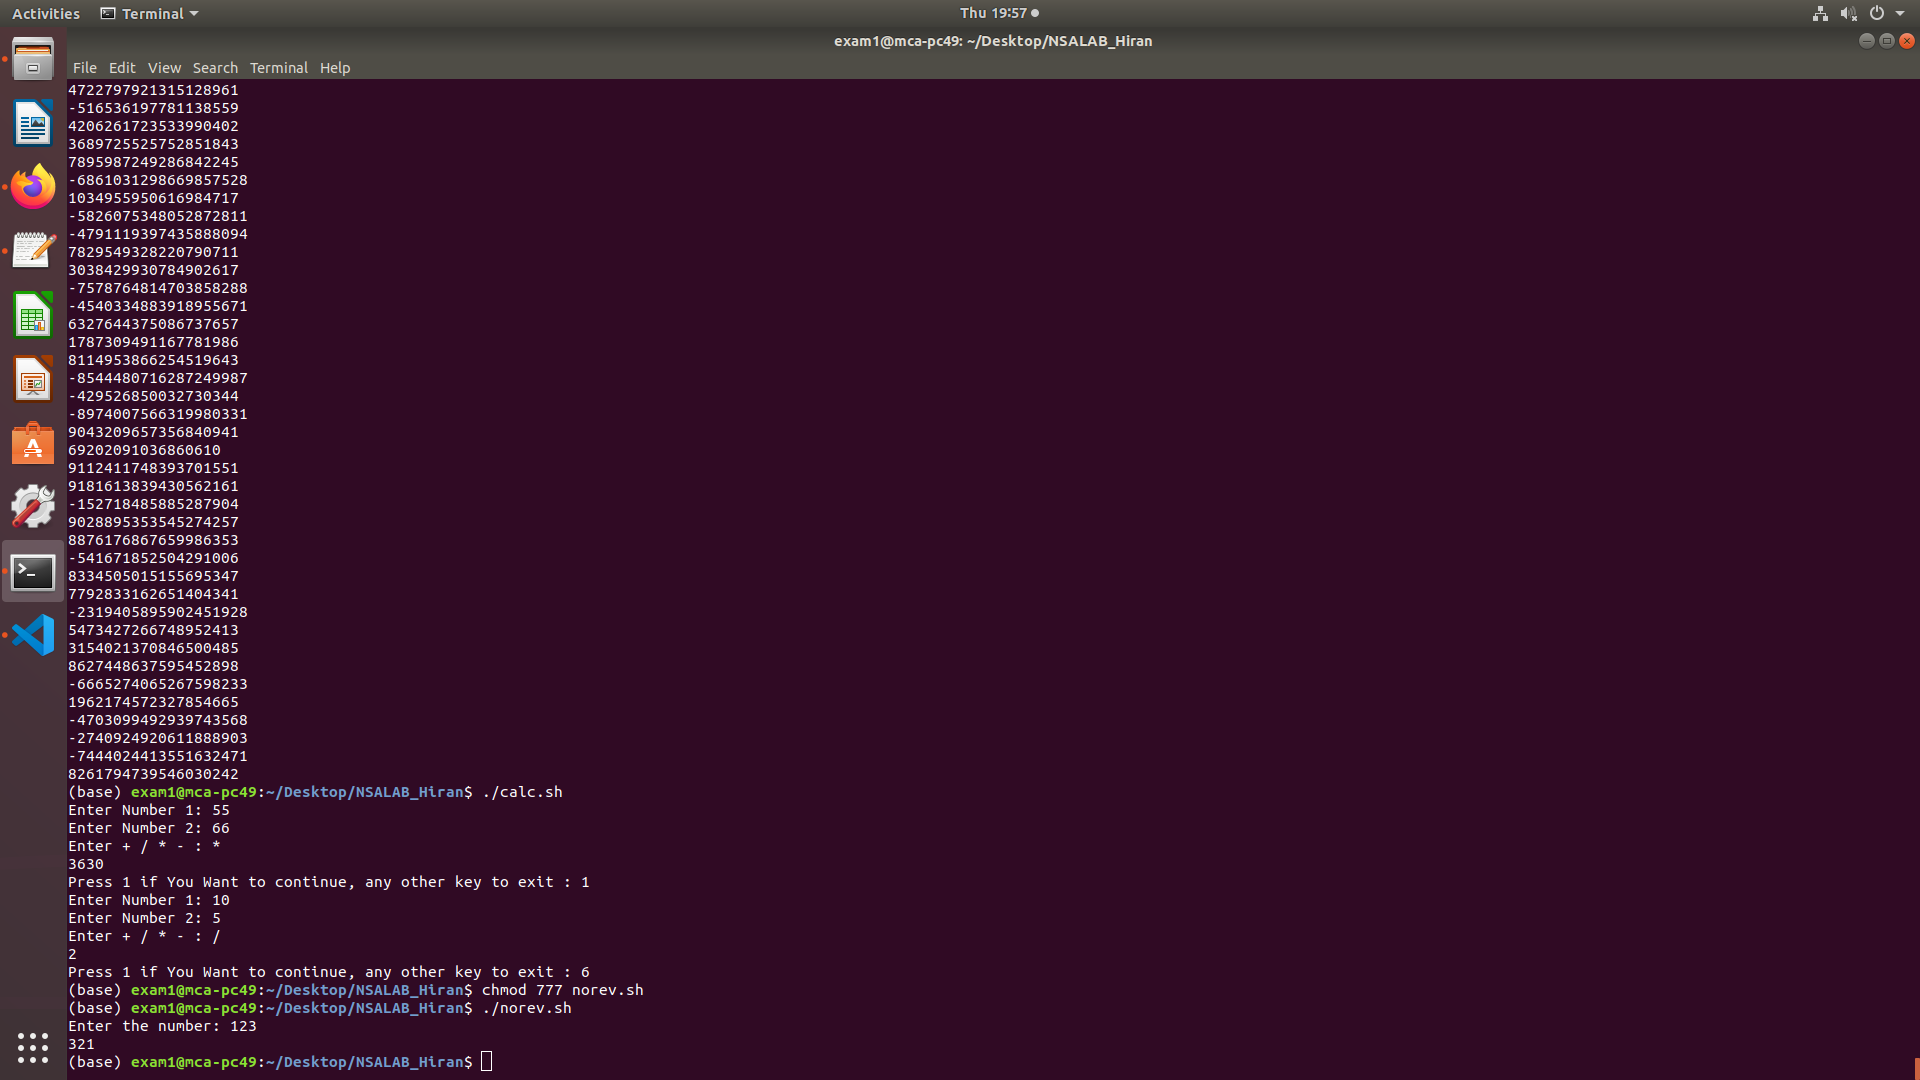 Activities Terminal Thu 19:57
exam1@mca-pc49: ~/Desktop/NSALAB_Hiran
File Edit View Search Terminal Help
4722797921315128961
-516536197781138559
4206261723533990402
3689725525752851843
7895987249286842245
-6861031298669857528
1034955950616984717
-5826075348052872811
-4791119397435888094
7829549328220790711
3038429930784902617
-7578764814703858288
-4540334883918955671
6327644375086737657
1787309491167781986
8114953866254519643
-8544480716287249987
-429526850032730344
-8974007566319980331
9043209657356840941
69202091036860610
9112411748393701551
9181613839430562161
-152718485885287904
9028895353545274257
8876176867659986353
-541671852504291006
8334505015155695347
7792833162651404341
-2319405895902451928
5473427266748952413
3154021370846500485
8627448637595452898
-6665274065267598233
1962174572327854665
-4703099492939743568
-2740924920611888903
-7444024413551632471
8261794739546030242
(base) exam1@mca-pc49:~/Desktop/NSALAB_Hiran$ ./calc.sh
Enter Number 1: 55
Enter Number 2: 66
Enter + / * - : *
3630
Press 1 if You Want to continue, any other key to exit : 1
Enter Number 1: 10
Enter Number 2: 5
Enter + / * - : /
2
Press 1 if You Want to continue, any other key to exit : 6
(base) exam1@mca-pc49:~/Desktop/NSALAB_Hiran$ chmod 777 norev.sh
(base) exam1@mca-pc49:~/Desktop/NSALAB_Hiran$ ./norev.sh
Enter the number: 123
321
(base) exam1@mca-pc49:~/Desktop/NSALAB_Hiran$